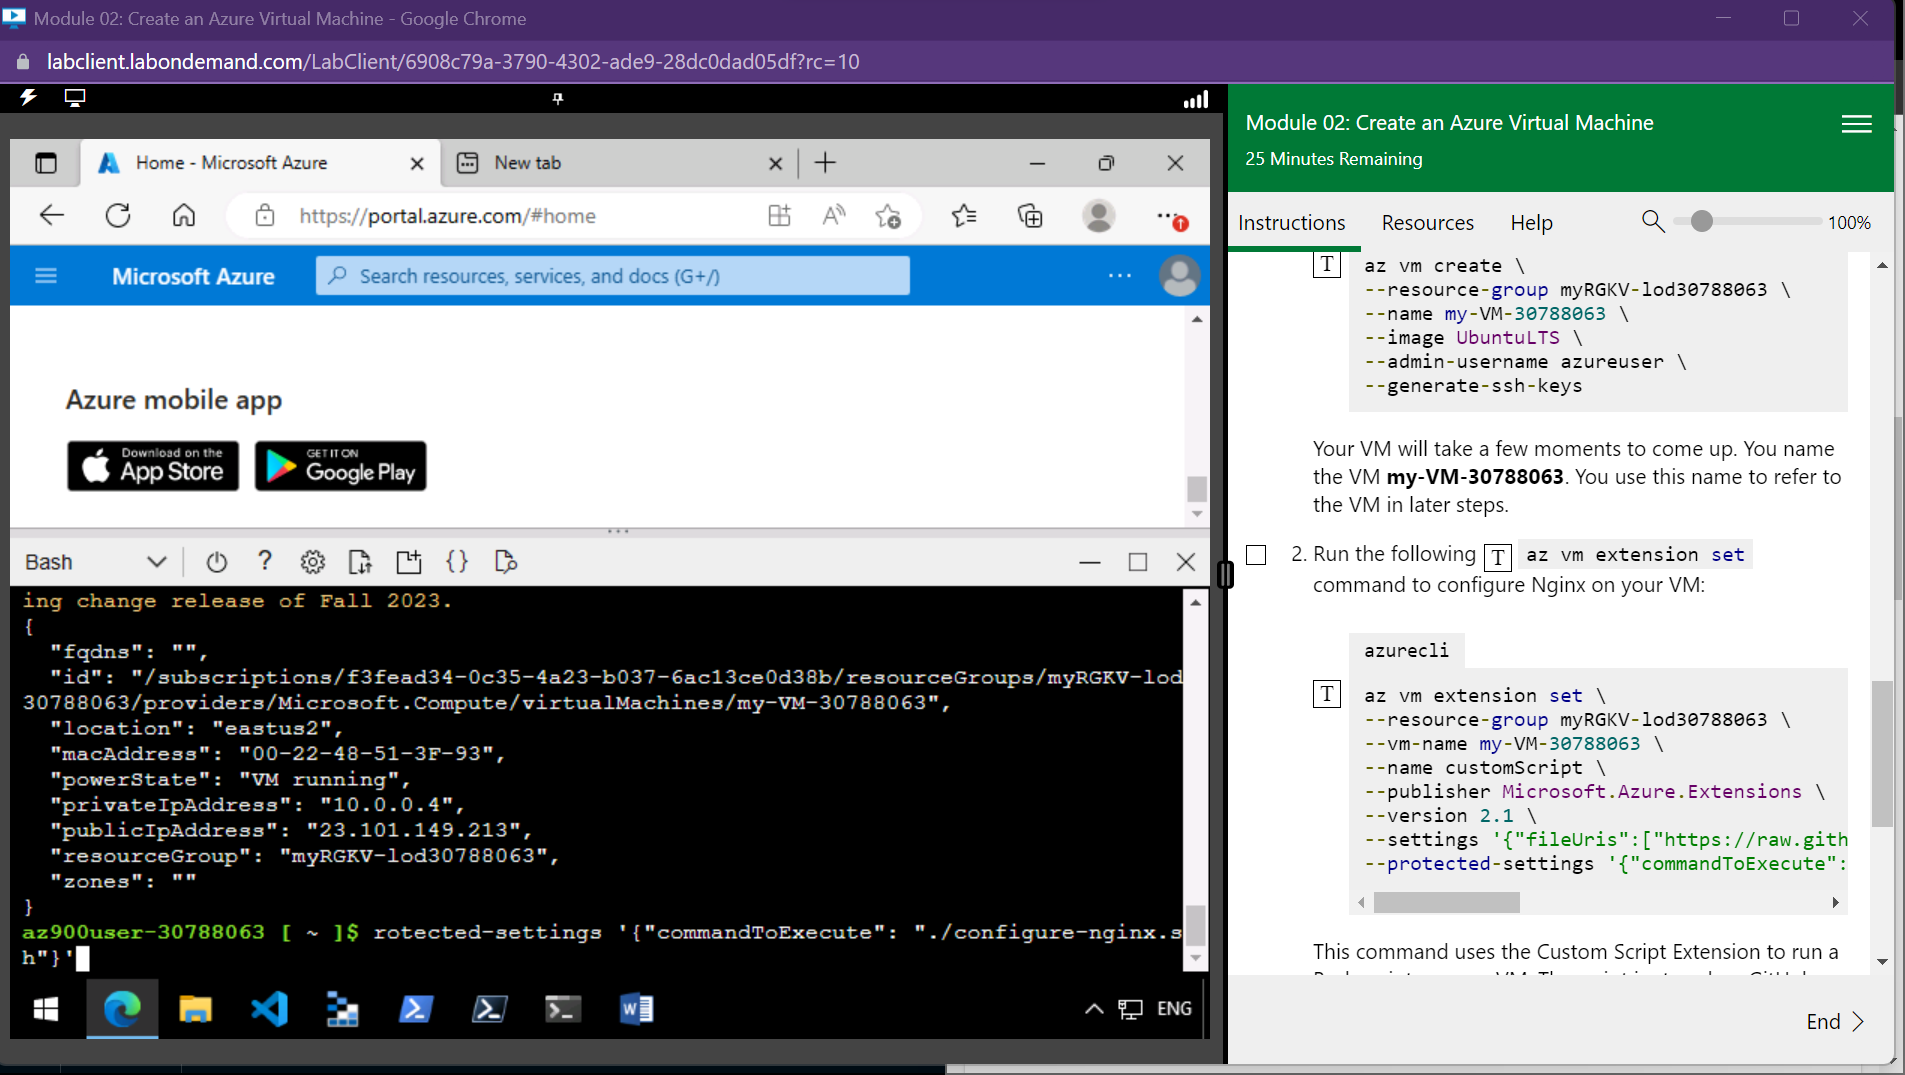 Module 02: Create an Azure Virtual Machine - Google Chrome
labclient.labondemand.com/LabClient/6908c79a-3790-4302-ade9-28dc0dad05df?rc=10
Home - Microsoft Azure
New tab
https://portal.azure.com/#home
Microsoft Azure
Search resources, services, and docs (G+/)
Azure mobile app
Download on the
App Store
GET IT ON
Google Play
Bash
ing change release of Fall 2023.
{
"fqdns": "",
"id": "/subscriptions/f3fead34-0c35-4a23-b037-6ac13ce0d38b/resourceGroups/myRGKV-lod
30788063/providers/Microsoft.Compute/virtualMachines/my-VM-30788063",
"location": "eastus2",
"macAddress": "00-22-48-51-3F-93",
"powerState": "VM running",
"privateIpAddress": "10.0.0.4",
"publicIpAddress": "23.101.149.213",
"resourceGroup": "myRGKV-lod30788063",
"zones": ""
}
az900user-30788063 [ ~ ]$ rotected-settings '{"commandToExecute": "./configure-nginx.s
h"}'
ENG
Module 02: Create an Azure Virtual Machine
25 Minutes Remaining
Instructions
Resources
Help
100%
T
az vm create \
--resource-group myRGKV-lod30788063 \
--name my-VM-30788063 \
--image UbuntuLTS \
--admin-username azureuser \
--generate-ssh-keys
Your VM will take a few moments to come up. You name
the VM my-VM-30788063. You use this name to refer to
the VM in later steps.
2. Run the following T az vm extension set
command to configure Nginx on your VM:
azurecli
T
az vm extension set \
--resource-group myRGKV-lod30788063 \
--vm-name my-VM-30788063 \
--name customScript \
--publisher Microsoft.Azure.Extensions \
--version 2.1 \
--settings '{"fileUris":["https://raw.gith
--protected-settings '{"commandToExecute":
This command uses the Custom Script Extension to run a
End